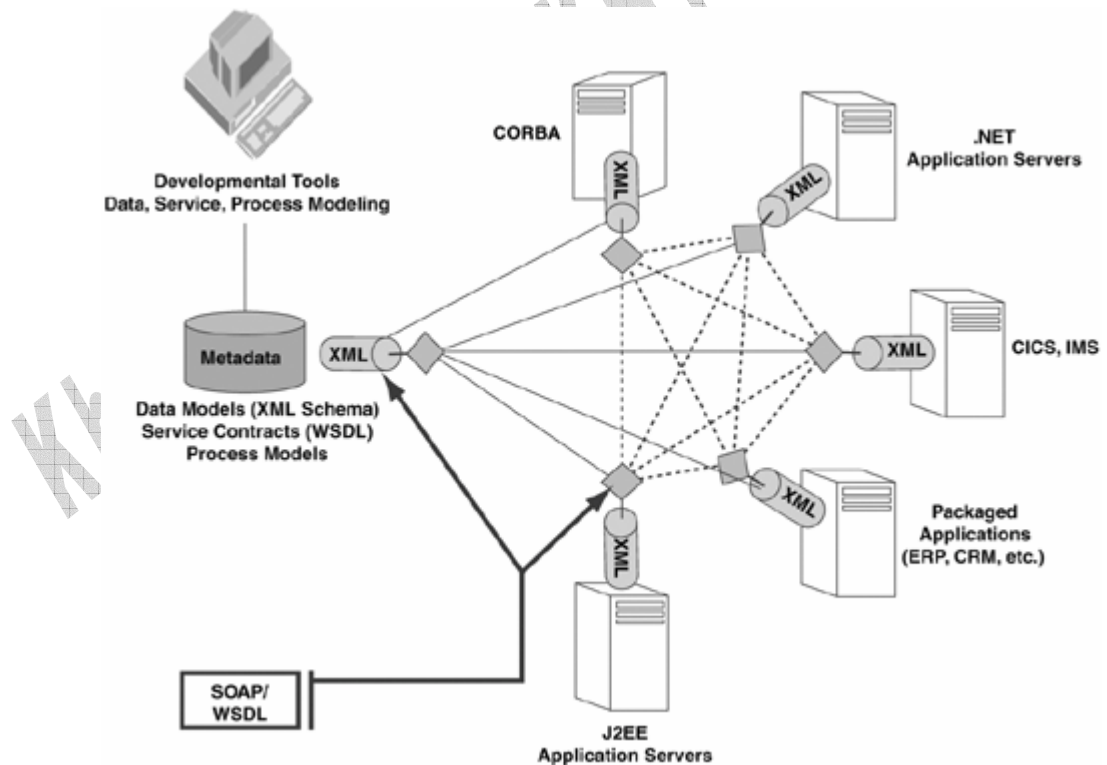 CORBA
XML
.NET
Application Servers
XML
Developmental Tools
Data, Service, Process Modeling
Metadata
XML
XML
CICS, IMS
Data Models (XML Schema)
Service Contracts (WSDL)
Process Models
XML
Packaged
Applications
(ERP, CRM, etc.)
XML
SOAP/
WSDL
J2EE
Application Servers